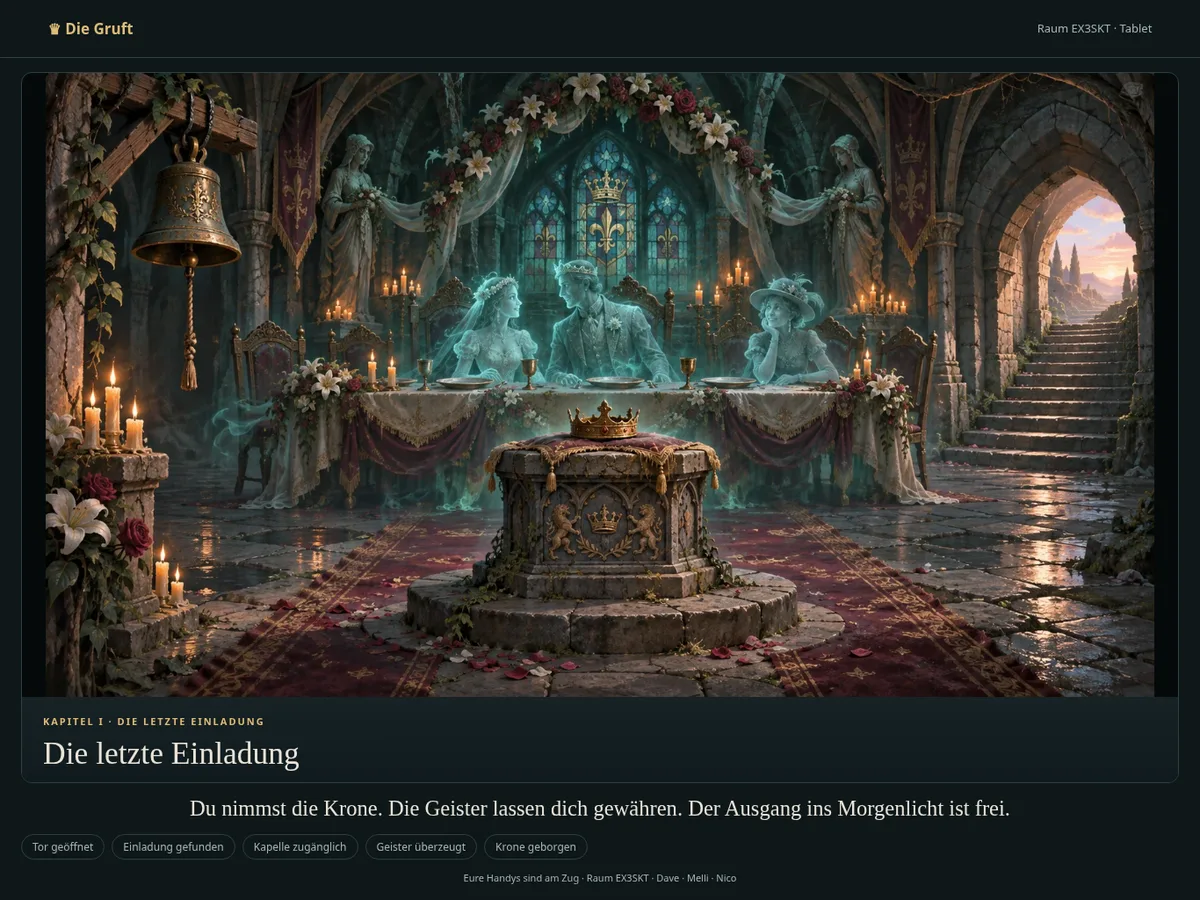 ♛ Die Gruft
Raum EX3SKT · Tablet
KAPITEL I · DIE LETZTE EINLADUNG
Die letzte Einladung
Du nimmst die Krone. Die Geister lassen dich gewähren. Der Ausgang ins Morgenlicht ist frei.
Tor geöffnet
Einladung gefunden
Kapelle zugänglich
Geister überzeugt
Krone geborgen
Eure Handys sind am Zug · Raum EX3SKT · Dave · Melli · Nico